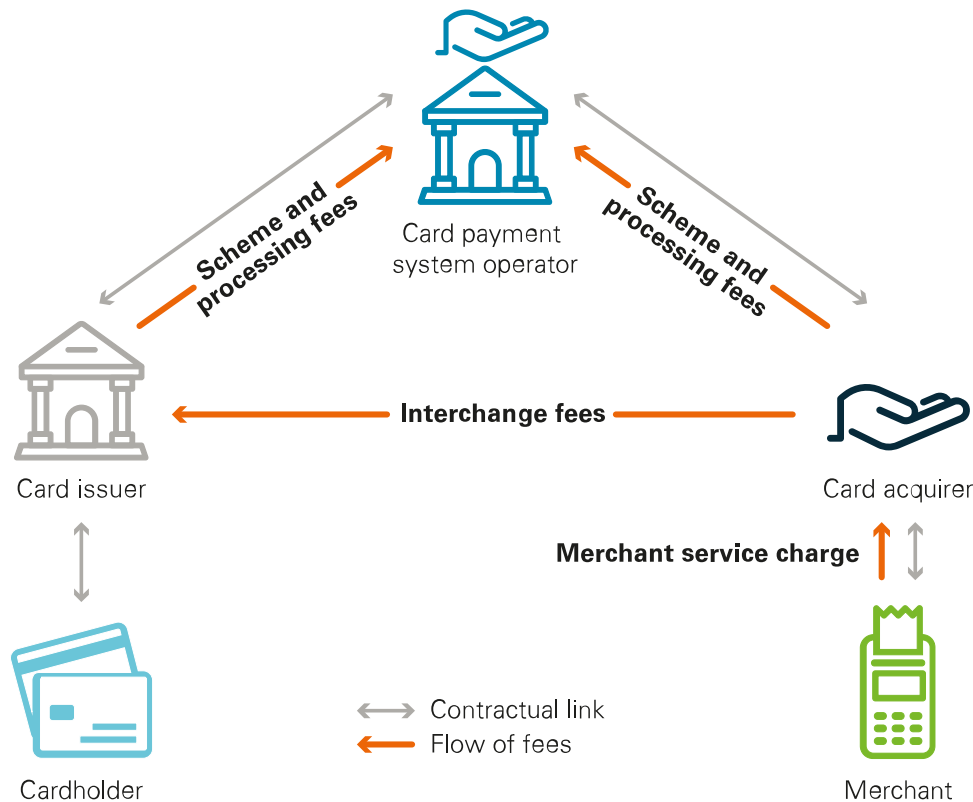 Card payment
system operator
Scheme and
processing fees
Scheme and
processing fees
Interchange fees
Card issuer
Card acquirer
Merchant service charge
Contractual link
Flow of fees
Cardholder
Merchant